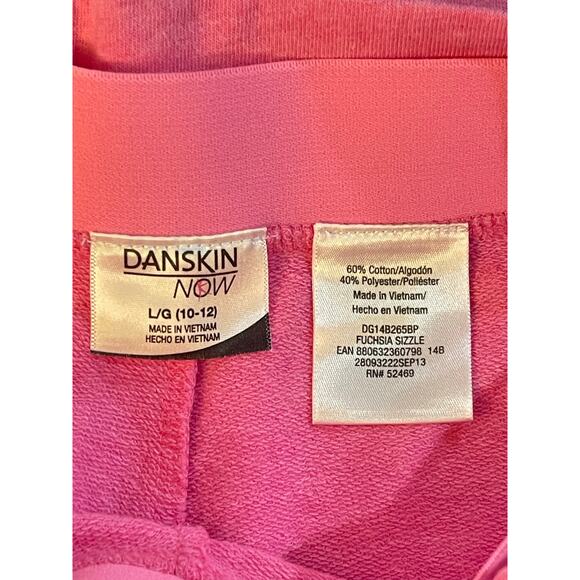 DANSKIN
NOW
L/G (10-12)
MADE IN VIETNAM
HECHO EN VIETNAM
60% Cotton/Algodón
40% Polyester/Poliéster
Made in Vietnam/
Hecho en Vietnam
DG14B265BP
FUCHSIA SIZZLE
EAN 880632360798 14B
28093222SEP13
RN# 52469